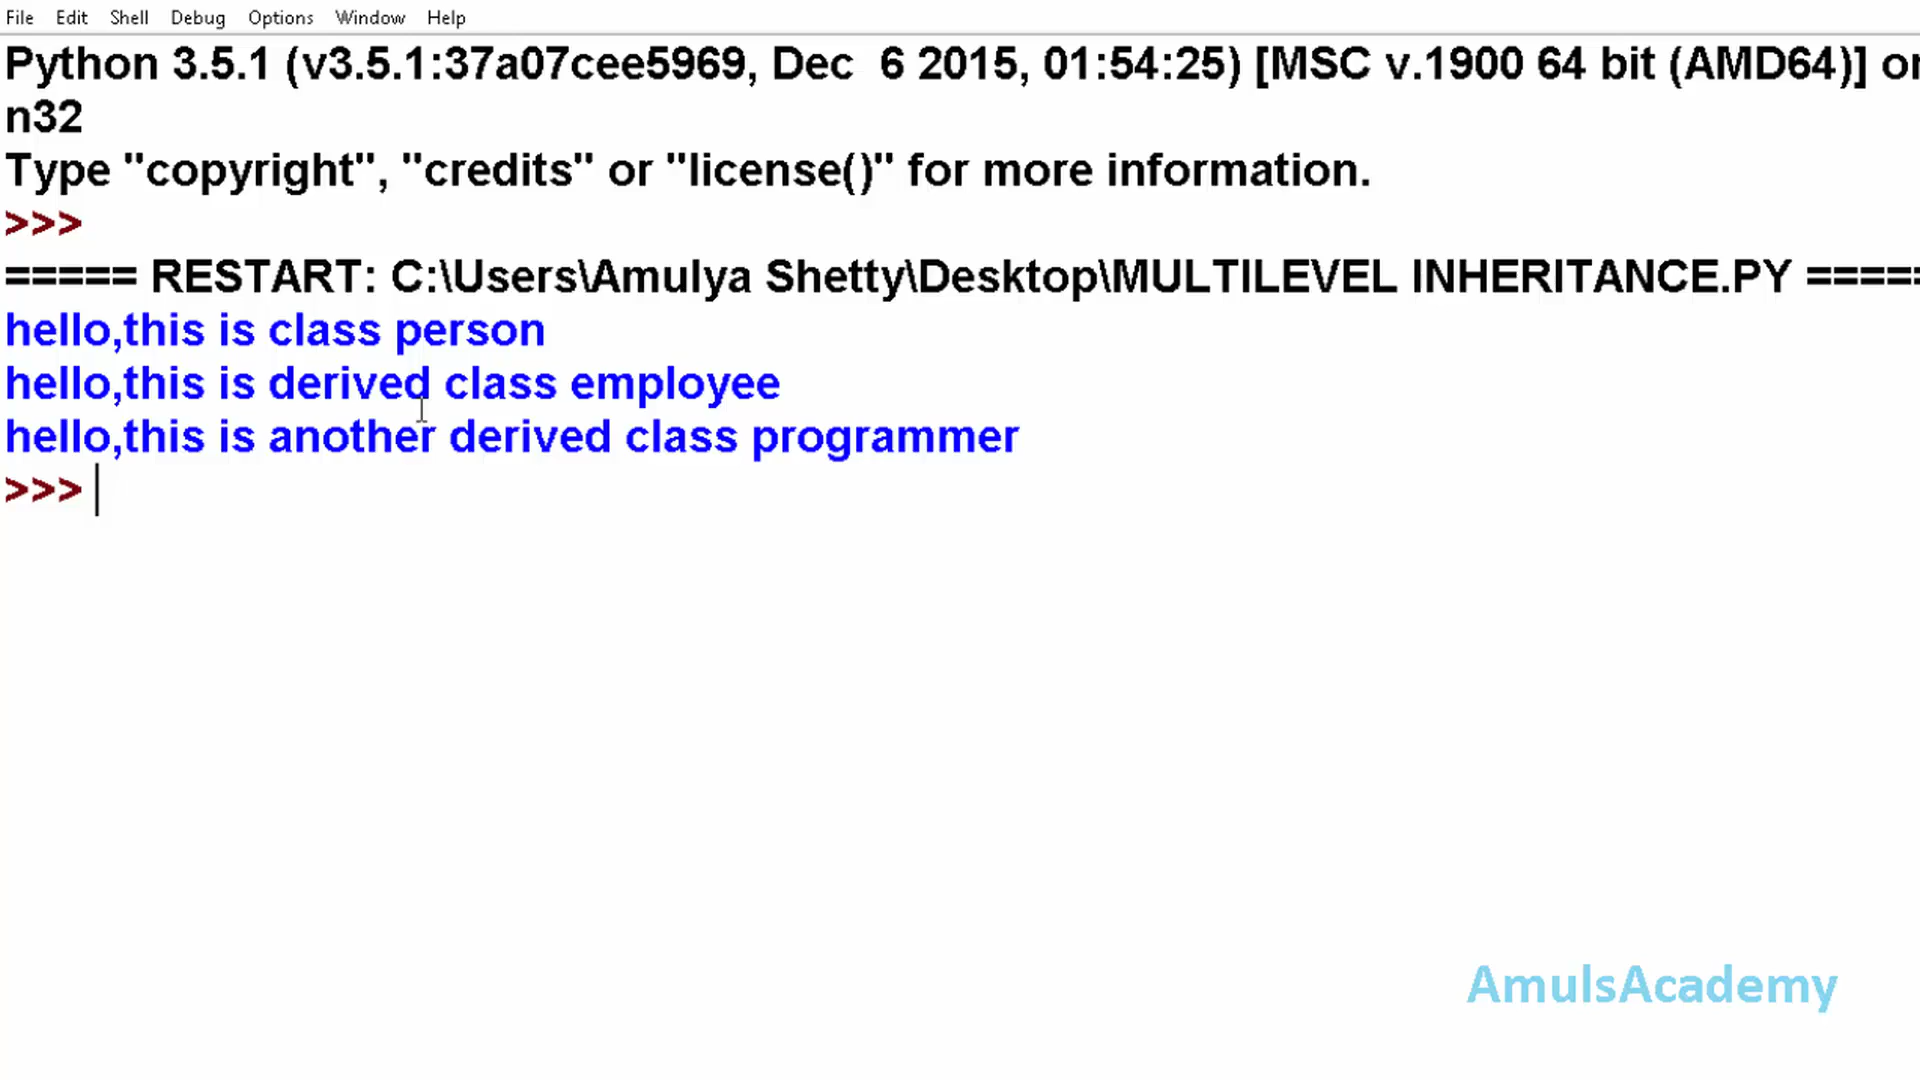 File Edit Shell Debug Options Window Help
Python 3.5.1 (v3.5.1:37a07cee5969, Dec  6 2015, 01:54:25) [MSC v.1900 64 bit (AMD64)] on
n32
Type "copyright", "credits" or "license()" for more information.
>>>
===== RESTART: C:\Users\Amulya Shetty\Desktop\MULTILEVEL INHERITANCE.PY =====
hello,this is class person
hello,this is derived class employee
hello,this is another derived class programmer
>>>
AmulsAcademy